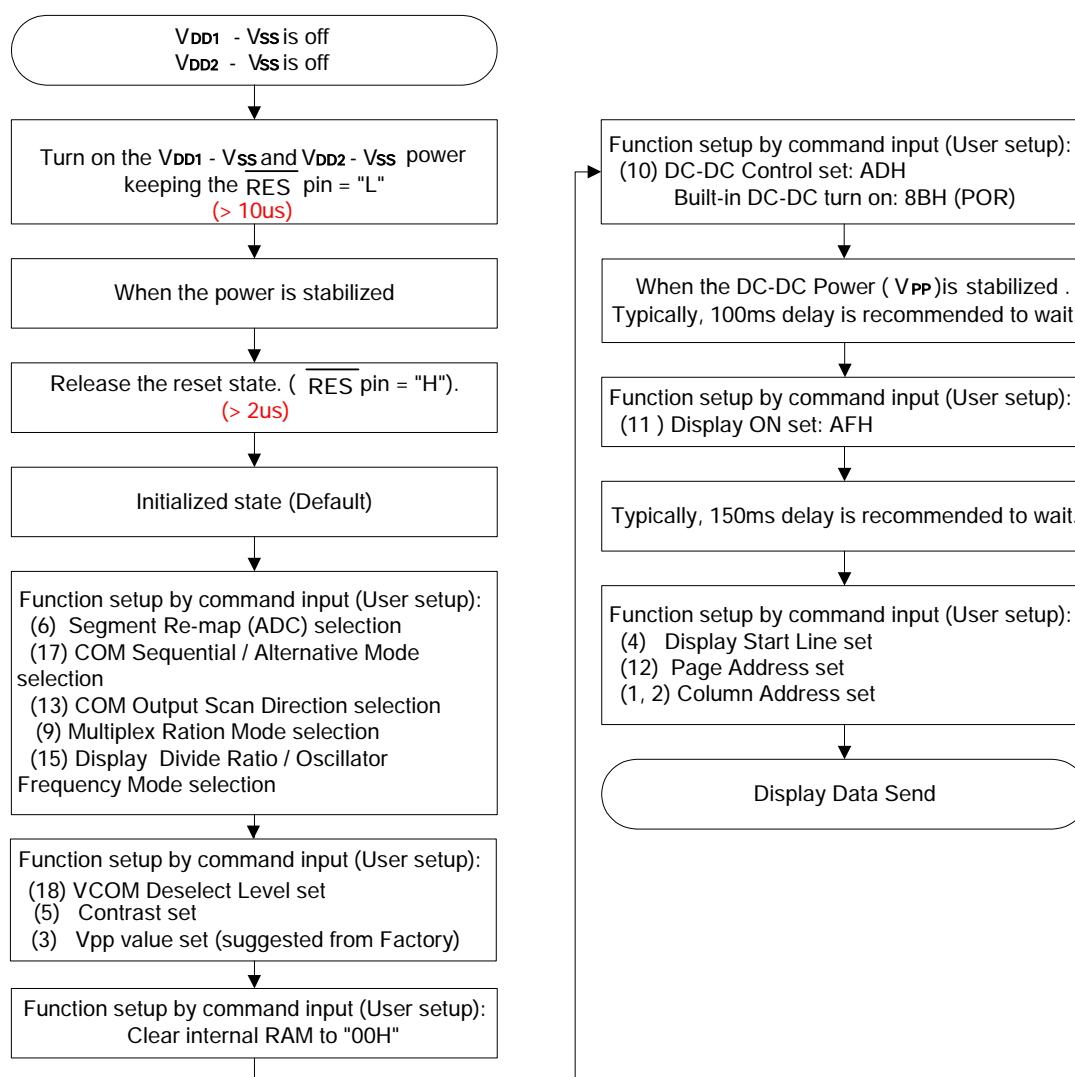 VDD1 - VSS is off
VDD2 - VSS is off
Turn on the VDD1 - VSS and VDD2 - VSS power
keeping the RES pin = "L"
(> 10us)
When the power is stabilized
Release the reset state. ( RES pin = "H").
(> 2us)
Initialized state (Default)
Function setup by command input (User setup):
(6) Segment Re-map (ADC) selection
(17) COM Sequential / Alternative Mode
selection
(13) COM Output Scan Direction selection
(9) Multiplex Ration Mode selection
(15) Display Divide Ratio / Oscillator
Frequency Mode selection
Function setup by command input (User setup):
(18) VCOM Deselect Level set
(5) Contrast set
(3) Vpp value set (suggested from Factory)
Function setup by command input (User setup):
Clear internal RAM to "00H"
Function setup by command input (User setup):
(10) DC-DC Control set: ADH
Built-in DC-DC turn on: 8BH (POR)
When the DC-DC Power ( VPP )is stabilized .
Typically, 100ms delay is recommended to wait.
Function setup by command input (User setup):
(11 ) Display ON set: AFH
Typically, 150ms delay is recommended to wait.
Function setup by command input (User setup):
(4) Display Start Line set
(12) Page Address set
(1, 2) Column Address set
Display Data Send